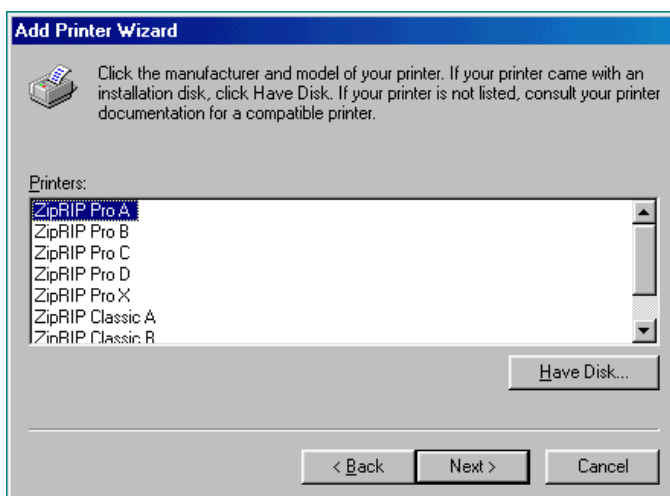 Add Printer Wizard
Click the manufacturer and model of your printer. If your printer came with an
installation disk, click Have Disk. If your printer is not listed, consult your printer
documentation for a compatible printer.
Printers:
ZipRIP Pro A
ZipRIP Pro B
ZipRIP Pro C
ZipRIP Pro D
ZipRIP Pro X
ZipRIP Classic A
ZipRIP Classic B
Have Disk...
< Back
Next >
Cancel